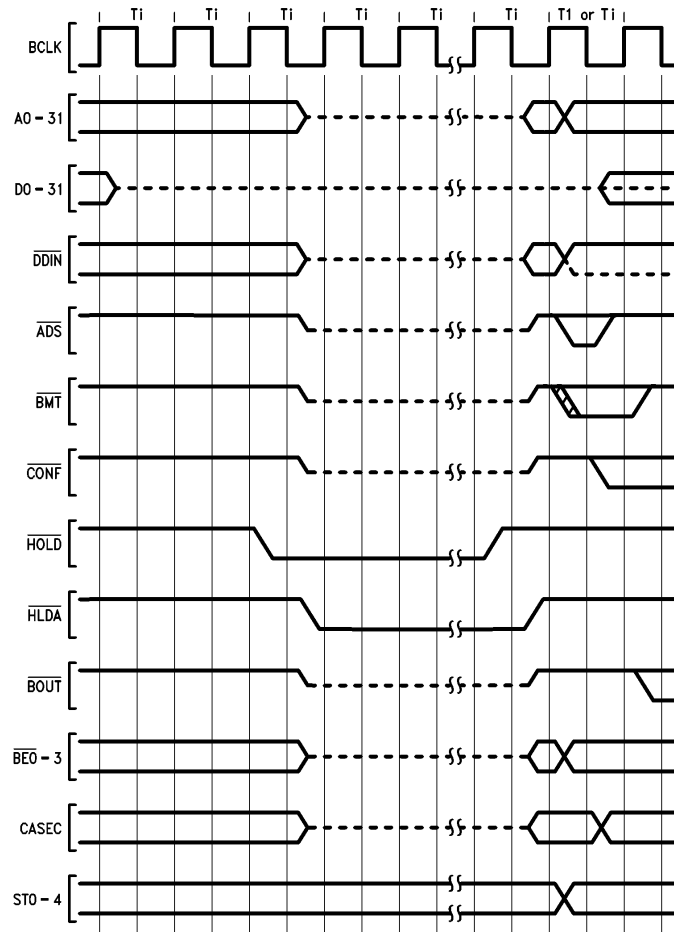 Ti Ti Ti Ti Ti Ti T1 or Ti
BCLK
A0-31
D0-31
DDIN
ADS
BMT
CONF
HOLD
HLDA
BOUT
BE0-3
CASEC
ST0-4